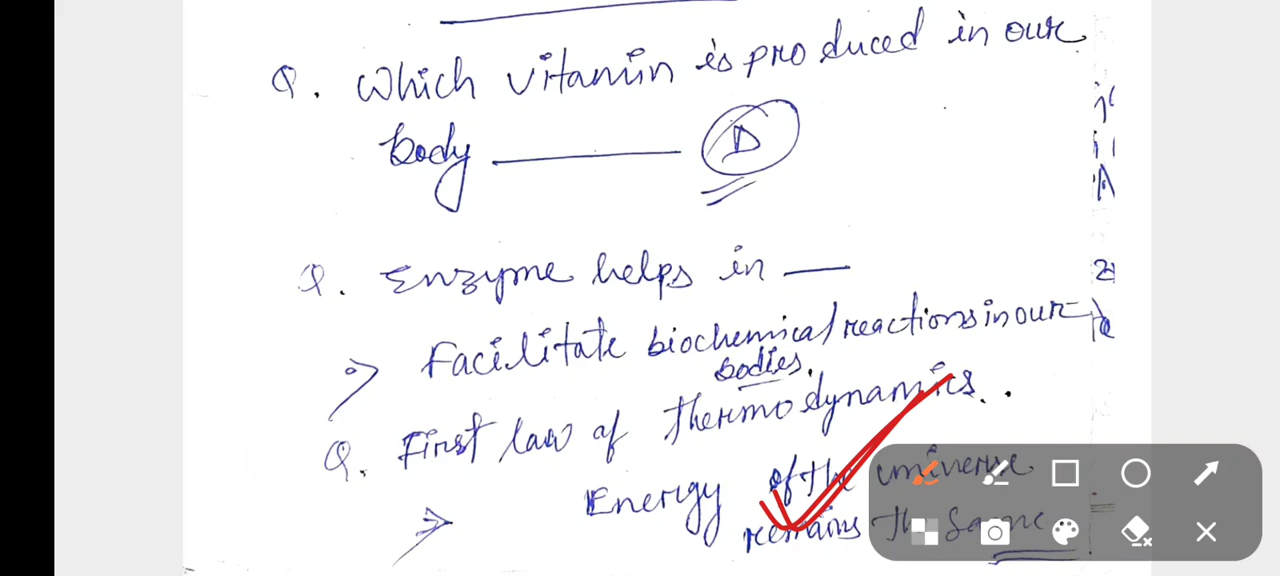 Q. Which vitamin is produced in our
body ——— D
Q. Enzyme helps in —
Facilitate biochemical reactions in our
bodies.
Q. First law of thermodynamics..
Energy of the universe
remains the same